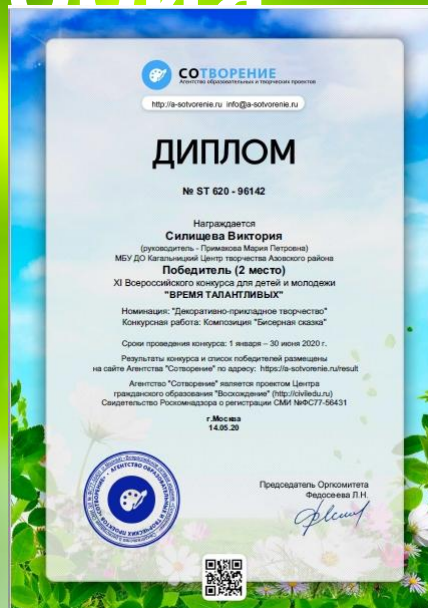 СОТВОРЕНИЕ
Агентство образовательных и творческих проектов
http://a-sotvorenie.ru info@a-sotvorenie.ru
ДИПЛОМ
№ ST 620 - 96142
Награждается
Силищева Виктория
(руководитель - Примакова Мария Петровна)
МБУ ДО Кагальницкий Центр творчества Азовского района
Победитель (2 место)
XI Всероссийского конкурса для детей и молодежи
"ВРЕМЯ ТАЛАНТЛИВЫХ"
Номинация: "Декоративно-прикладное творчество"
Конкурсная работа: Композиция "Бисерная сказка"
Сроки проведения конкурса: 1 января – 30 июня 2020 г.
Результаты конкурса и список победителей размещены
на сайте Агентства "Сотворение" по адресу: https://a-sotvorenie.ru/result
Агентство "Сотворение" является проектом Центра
гражданского образования "Восхождение" (http://civiledu.ru)
Свидетельство Роскомнадзора о регистрации СМИ №ФС77-56431
г.Москва
14.05.20
Председатель Оргкомитета
Федосеева Л.Н.